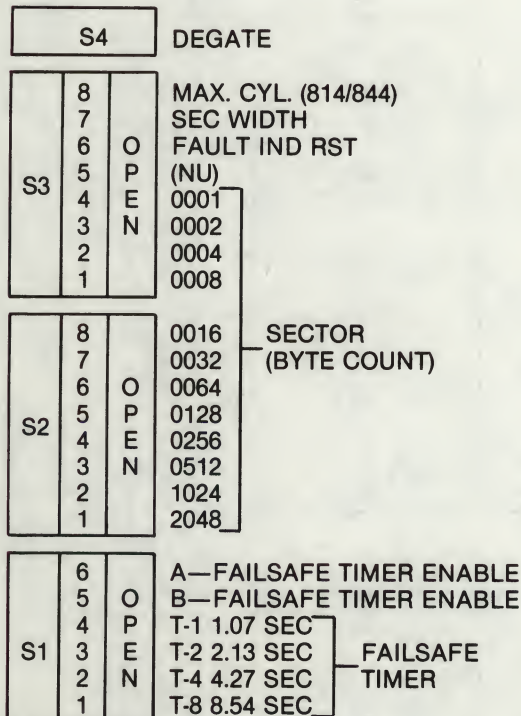 S4 DEGATE
8 MAX. CYL. (814/844)
7 SEC WIDTH
6 O FAULT IND RST
5 P (NU)
S3 4 E 0001
3 N 0002
2 0004
1 0008
8 0016 SECTOR
7 0032 (BYTE COUNT)
6 O 0064
5 P 0128
S2 4 E 0256
3 N 0512
2 1024
1 2048
6 A—FAILSAFE TIMER ENABLE
5 O B—FAILSAFE TIMER ENABLE
4 P T-1 1.07 SEC
S1 3 E T-2 2.13 SEC FAILSAFE
2 N T-4 4.27 SEC TIMER
1 T-8 8.54 SEC